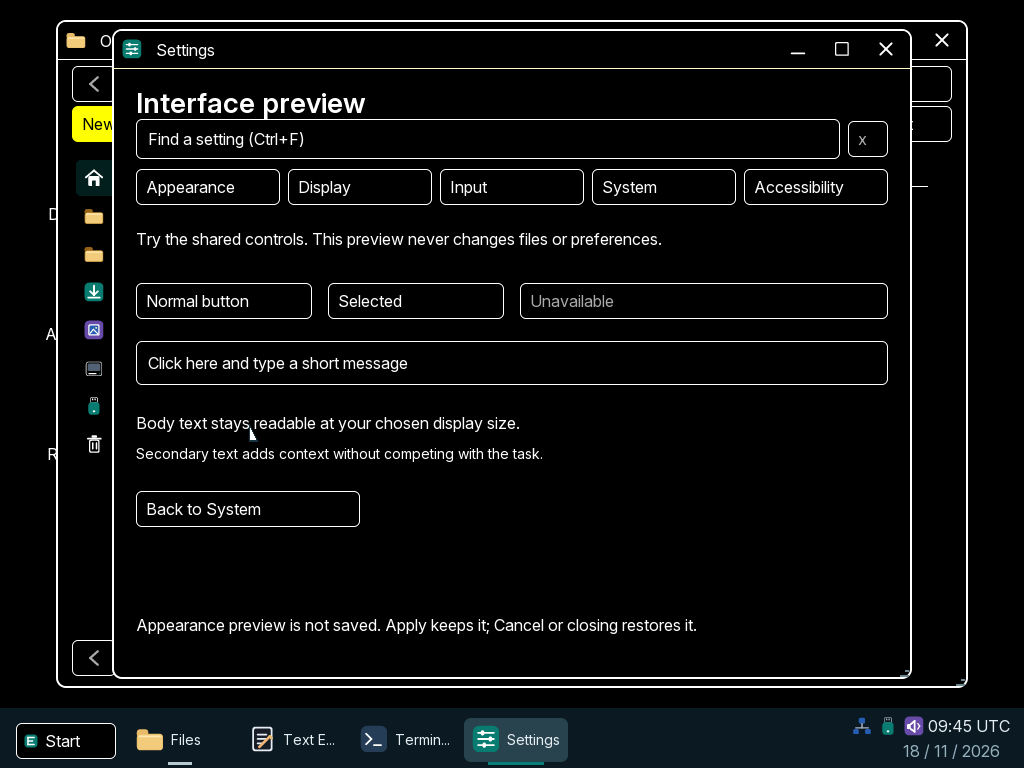 Settings
Interface preview
Find a setting (Ctrl+F)
x
Appearance Display Input System Accessibility
New
Try the shared controls. This preview never changes files or preferences.
Normal button Selected Unavailable
Click here and type a short message
Body text stays readable at your chosen display size.
Secondary text adds context without competing with the task.
Back to System
Appearance preview is not saved. Apply keeps it; Cancel or closing restores it.
Start Files Text E... Termin... Settings 09:45 UTC
18 / 11 / 2026